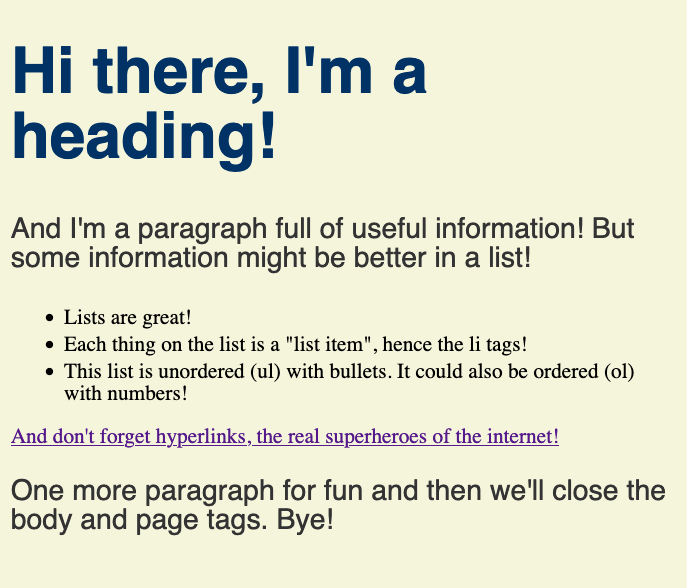 Hi there, I'm a
heading!
And I'm a paragraph full of useful information! But
some information might be better in a list!
• Lists are great!
• Each thing on the list is a "list item", hence the li tags!
• This list is unordered (ul) with bullets. It could also be ordered (ol)
with numbers!
And don't forget hyperlinks, the real superheroes of the internet!
One more paragraph for fun and then we'll close the
body and page tags. Bye!